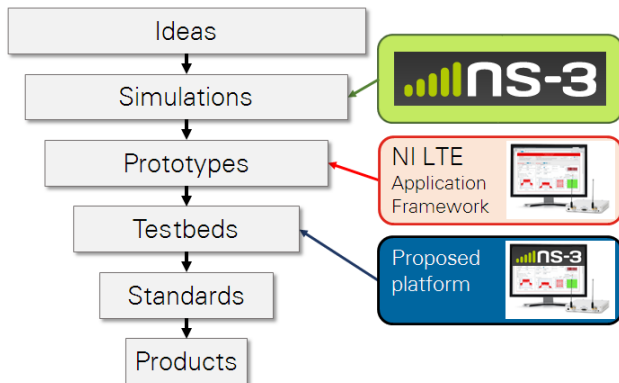 Ideas
Simulations
ns-3
Prototypes
NI LTE
Application
Framework
Testbeds
Proposed
platform
ns-3
Standards
Products